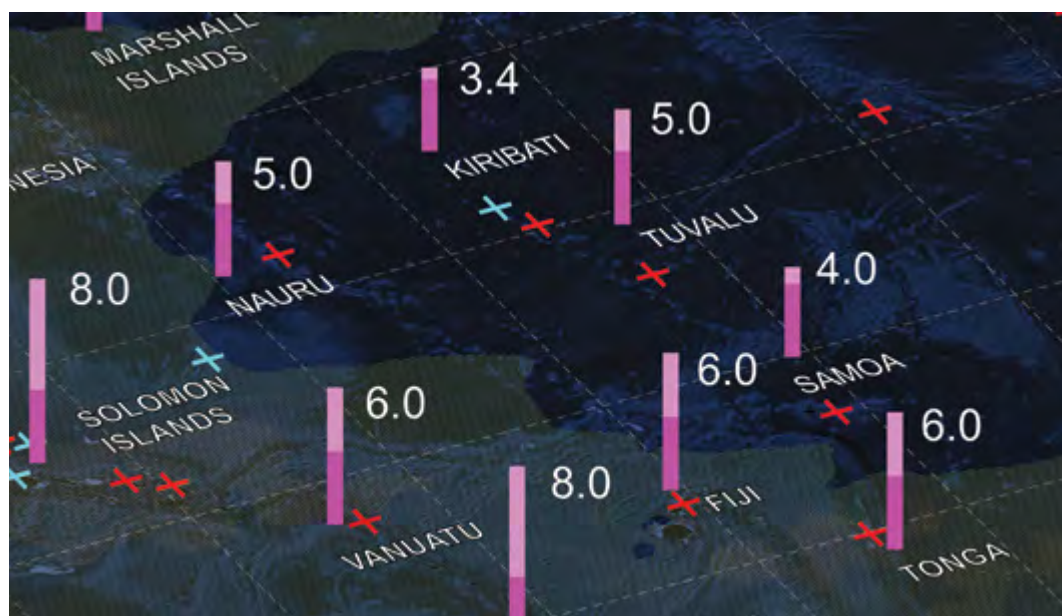 MARSHALL
ISLANDS
3.4
5.0
KIRIBATI
NESIA
5.0
TUVALU
NAURU
8.0
4.0
SOLOMON
ISLANDS
6.0
6.0
SAMOA
6.0
8.0
FIJI
VANUATU
TONGA